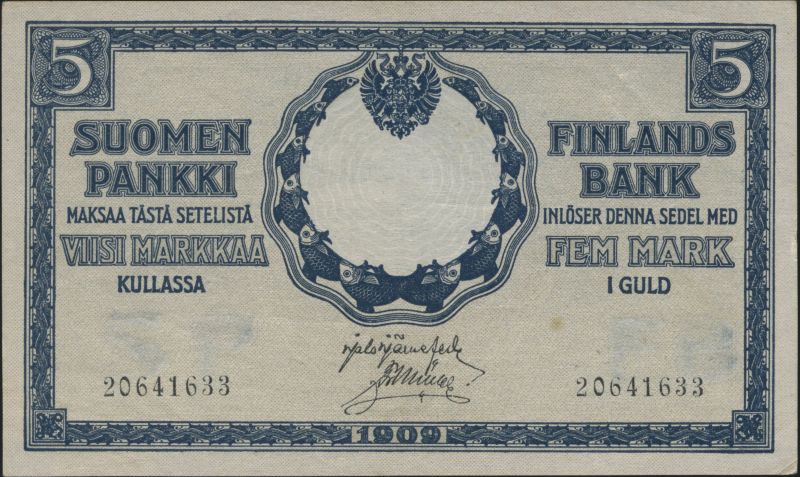 5
5
SUOMEN
PANKKI
MAKSAA TÄSTÄ SETELISTÄ
VIISI MARKKAA
KULLASSA
FINLANDS
BANK
INLÖSER DENNA SEDEL MED
FEM MARK
I GULD
20641633
20641633
1909